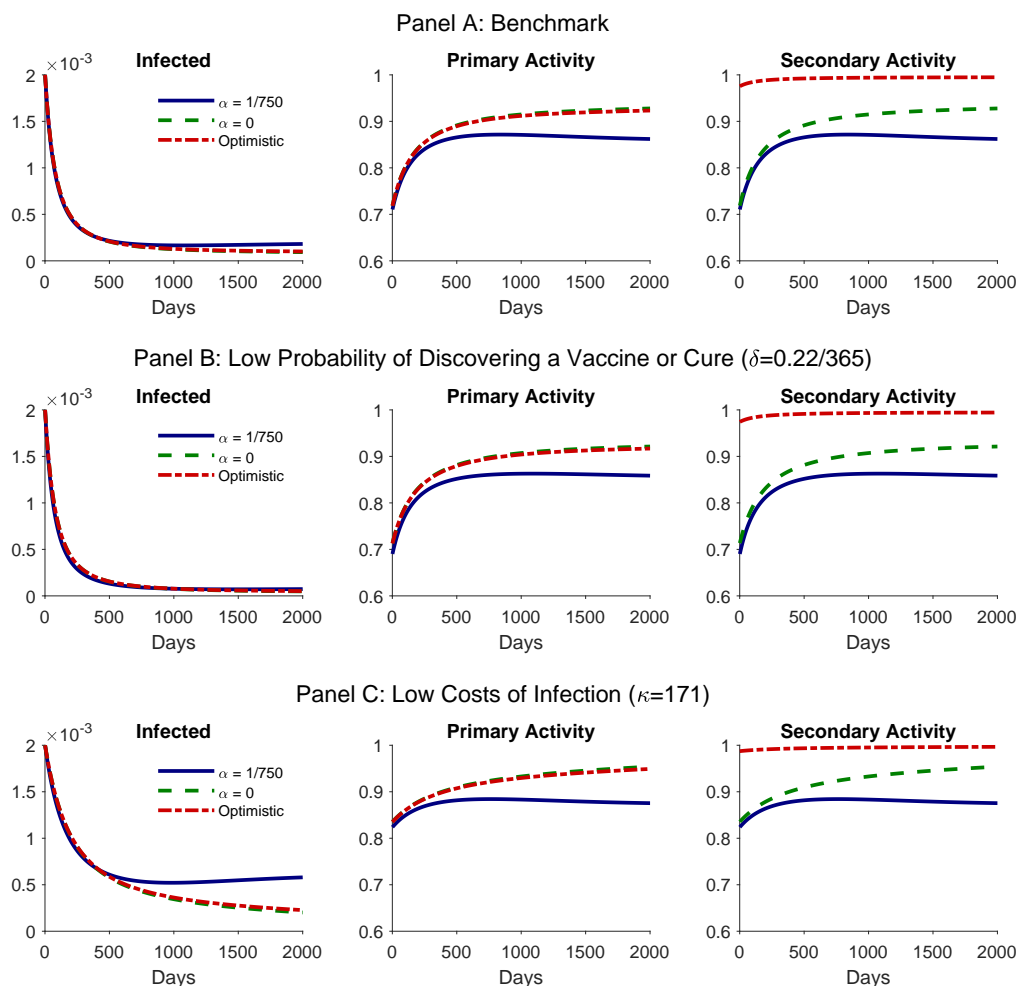 Panel A: Benchmark
Infected
×10⁻³
2
1.5
1
0.5
0
0 500 1000 1500 2000
Days
α = 1/750
α = 0
Optimistic
Primary Activity
1
0.9
0.8
0.7
0.6
0 500 1000 1500 2000
Days
Secondary Activity
1
0.9
0.8
0.7
0.6
0 500 1000 1500 2000
Days
Panel B: Low Probability of Discovering a Vaccine or Cure (δ=0.22/365)
Infected
×10⁻³
2
1.5
1
0.5
0
0 500 1000 1500 2000
Days
α = 1/750
α = 0
Optimistic
Primary Activity
1
0.9
0.8
0.7
0.6
0 500 1000 1500 2000
Days
Secondary Activity
1
0.9
0.8
0.7
0.6
0 500 1000 1500 2000
Days
Panel C: Low Costs of Infection (κ=171)
Infected
×10⁻³
2
1.5
1
0.5
0
0 500 1000 1500 2000
Days
α = 1/750
α = 0
Optimistic
Primary Activity
1
0.9
0.8
0.7
0.6
0 500 1000 1500 2000
Days
Secondary Activity
1
0.9
0.8
0.7
0.6
0 500 1000 1500 2000
Days